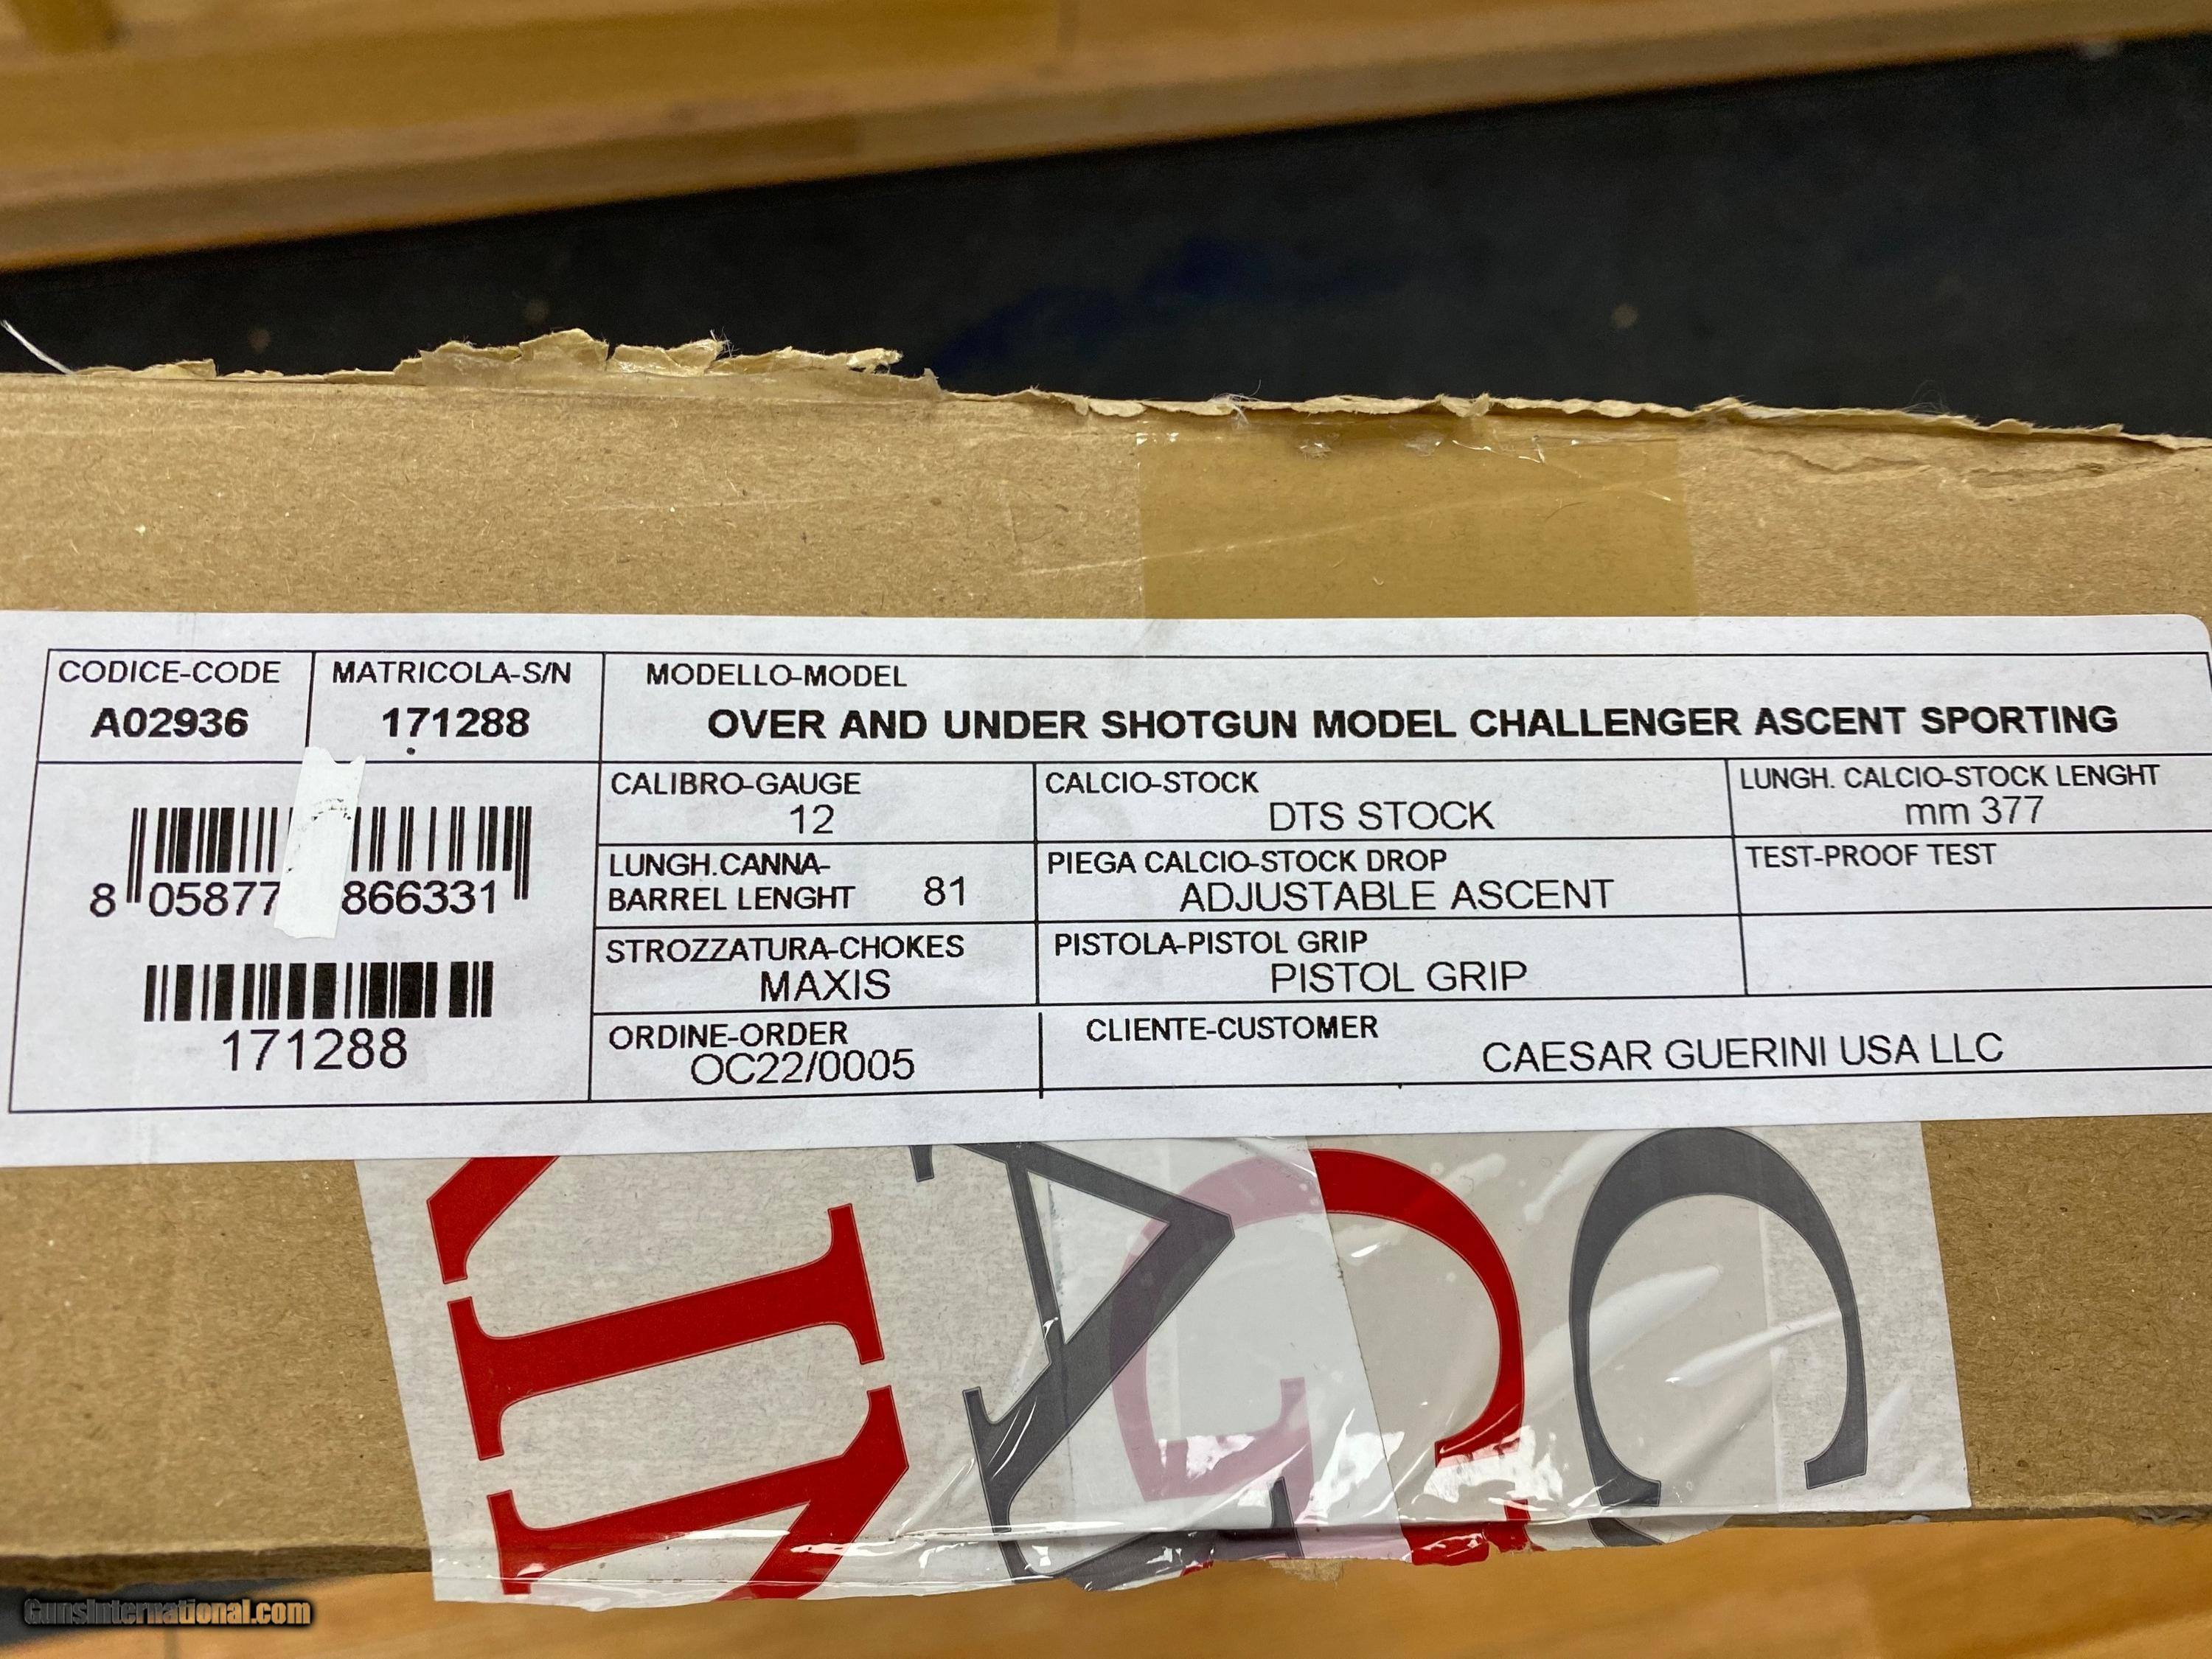 CODICE-CODE
A02936
MATRICOLA-S/N
171288
MODELLO-MODEL
OVER AND UNDER SHOTGUN MODEL CHALLENGER ASCENT SPORTING
8 05877 866331
171288
CALIBRO-GAUGE
12
CALCIO-STOCK
DTS STOCK
LUNGH. CALCIO-STOCK LENGHT
mm 377
LUNGH.CANNA-
BARREL LENGHT 81
PIEGA CALCIO-STOCK DROP
ADJUSTABLE ASCENT
TEST-PROOF TEST
STROZZATURA-CHOKES
MAXIS
PISTOLA-PISTOL GRIP
PISTOL GRIP
ORDINE-ORDER
OC22/0005
CLIENTE-CUSTOMER
CAESAR GUERINI USA LLC
GunsInternational.com